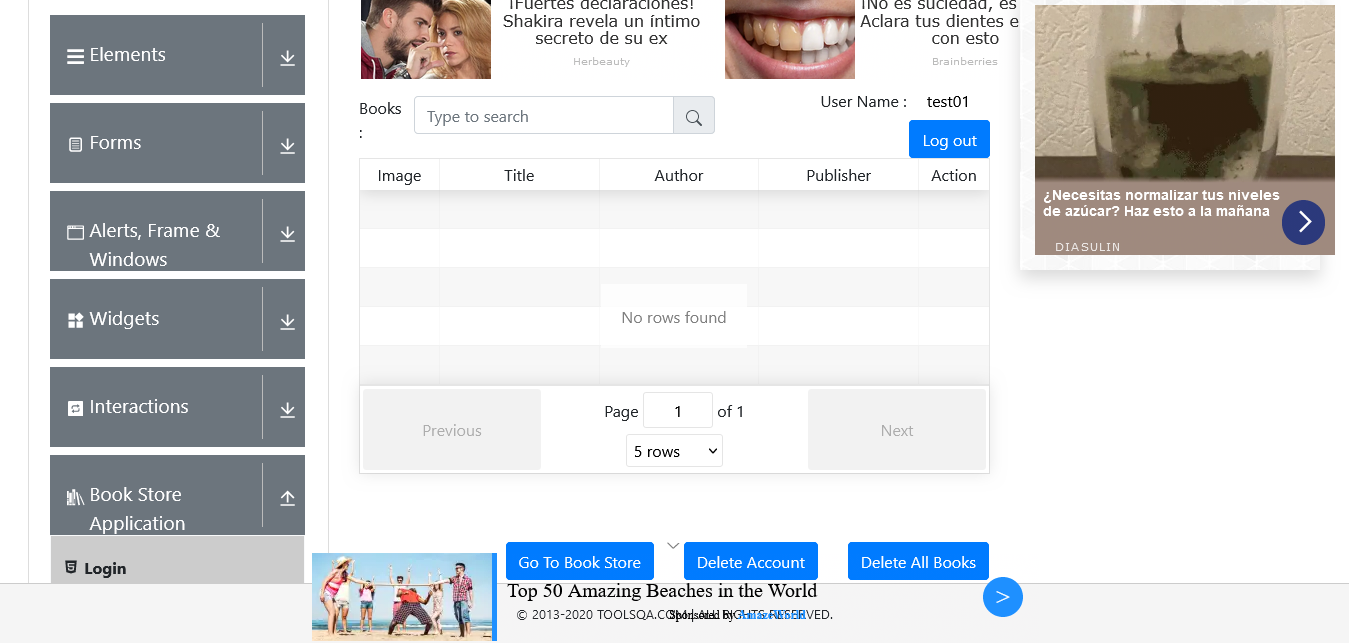 Elements
Forms
Alerts, Frame &
Windows
Widgets
Interactions
Book Store
Application
Login
¡Fuertes declaraciones!
Shakira revela un íntimo
secreto de su ex
Herbeauty
¡No es suciedad, es
Aclara tus dientes e
con esto
Brainberries
Books
:
Type to search
User Name : test01
Log out
Image Title Author Publisher Action
No rows found
Previous
Page 1 of 1
5 rows
Next
Go To Book Store
Delete Account
Delete All Books
¿Necesitas normalizar tus niveles
de azúcar? Haz esto a la mañana
DIASULIN
Top 50 Amazing Beaches in the World
>
© 2013-2020 TOOLSQA.COM | ALL RIGHTS RESERVED.
Sponsored By